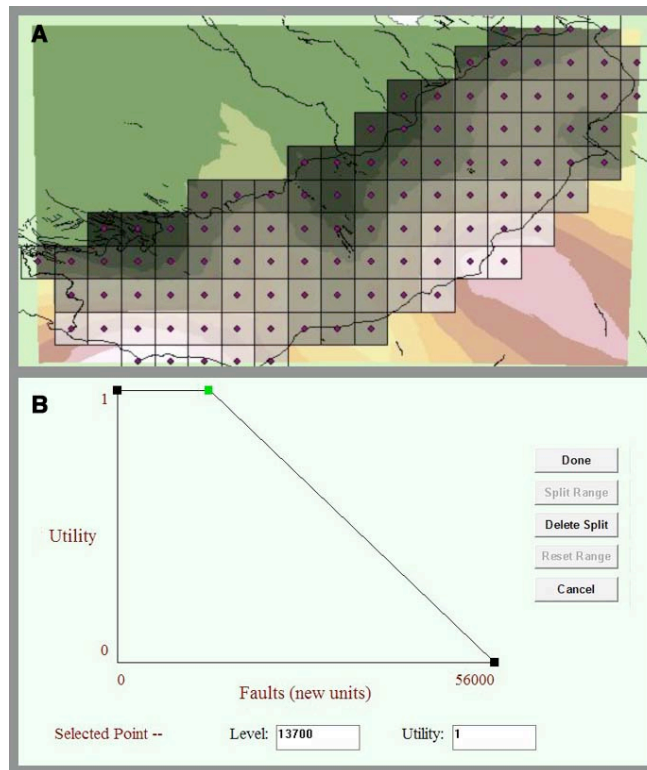 A
B
1
Utility
0
0
56000
Faults (new units)
Done
Split Range
Delete Split
Reset Range
Cancel
Selected Point --
Level: 13700
Utility: 1